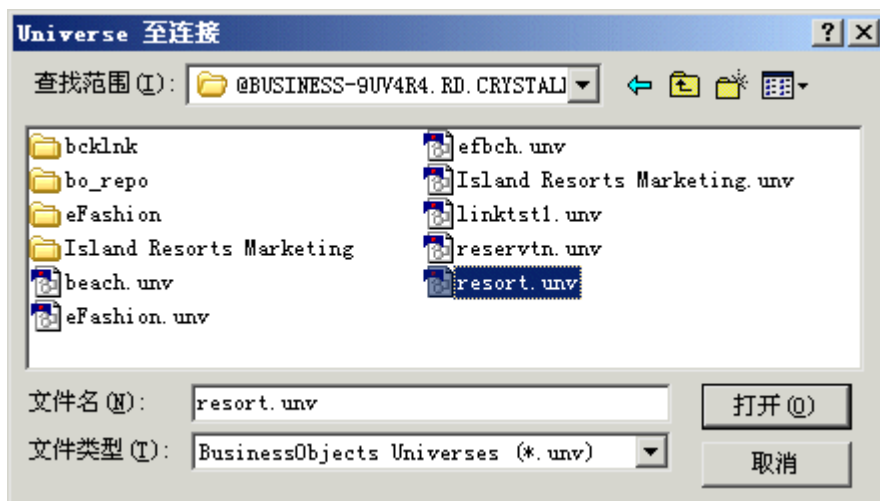 Universe 至连接
查找范围(I): @BUSINESS-9UV4R4.RD.CRYSTAL
bcklnk
bo_repo
eFashion
Island Resorts Marketing
beach.unv
eFashion.unv
efbch.unv
Island Resorts Marketing.unv
linktst1.unv
reservtn.unv
resort.unv
文件名(N): resort.unv
打开(O)
文件类型(T): BusinessObjects Universes (*.unv)
取消